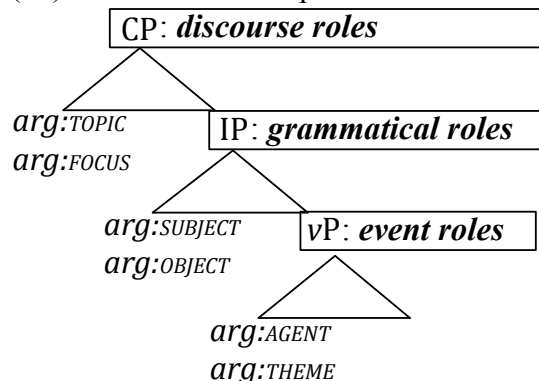 CP: discourse roles
arg:TOPIC
arg:FOCUS
IP: grammatical roles
arg:SUBJECT
arg:OBJECT
vP: event roles
arg:AGENT
arg:THEME